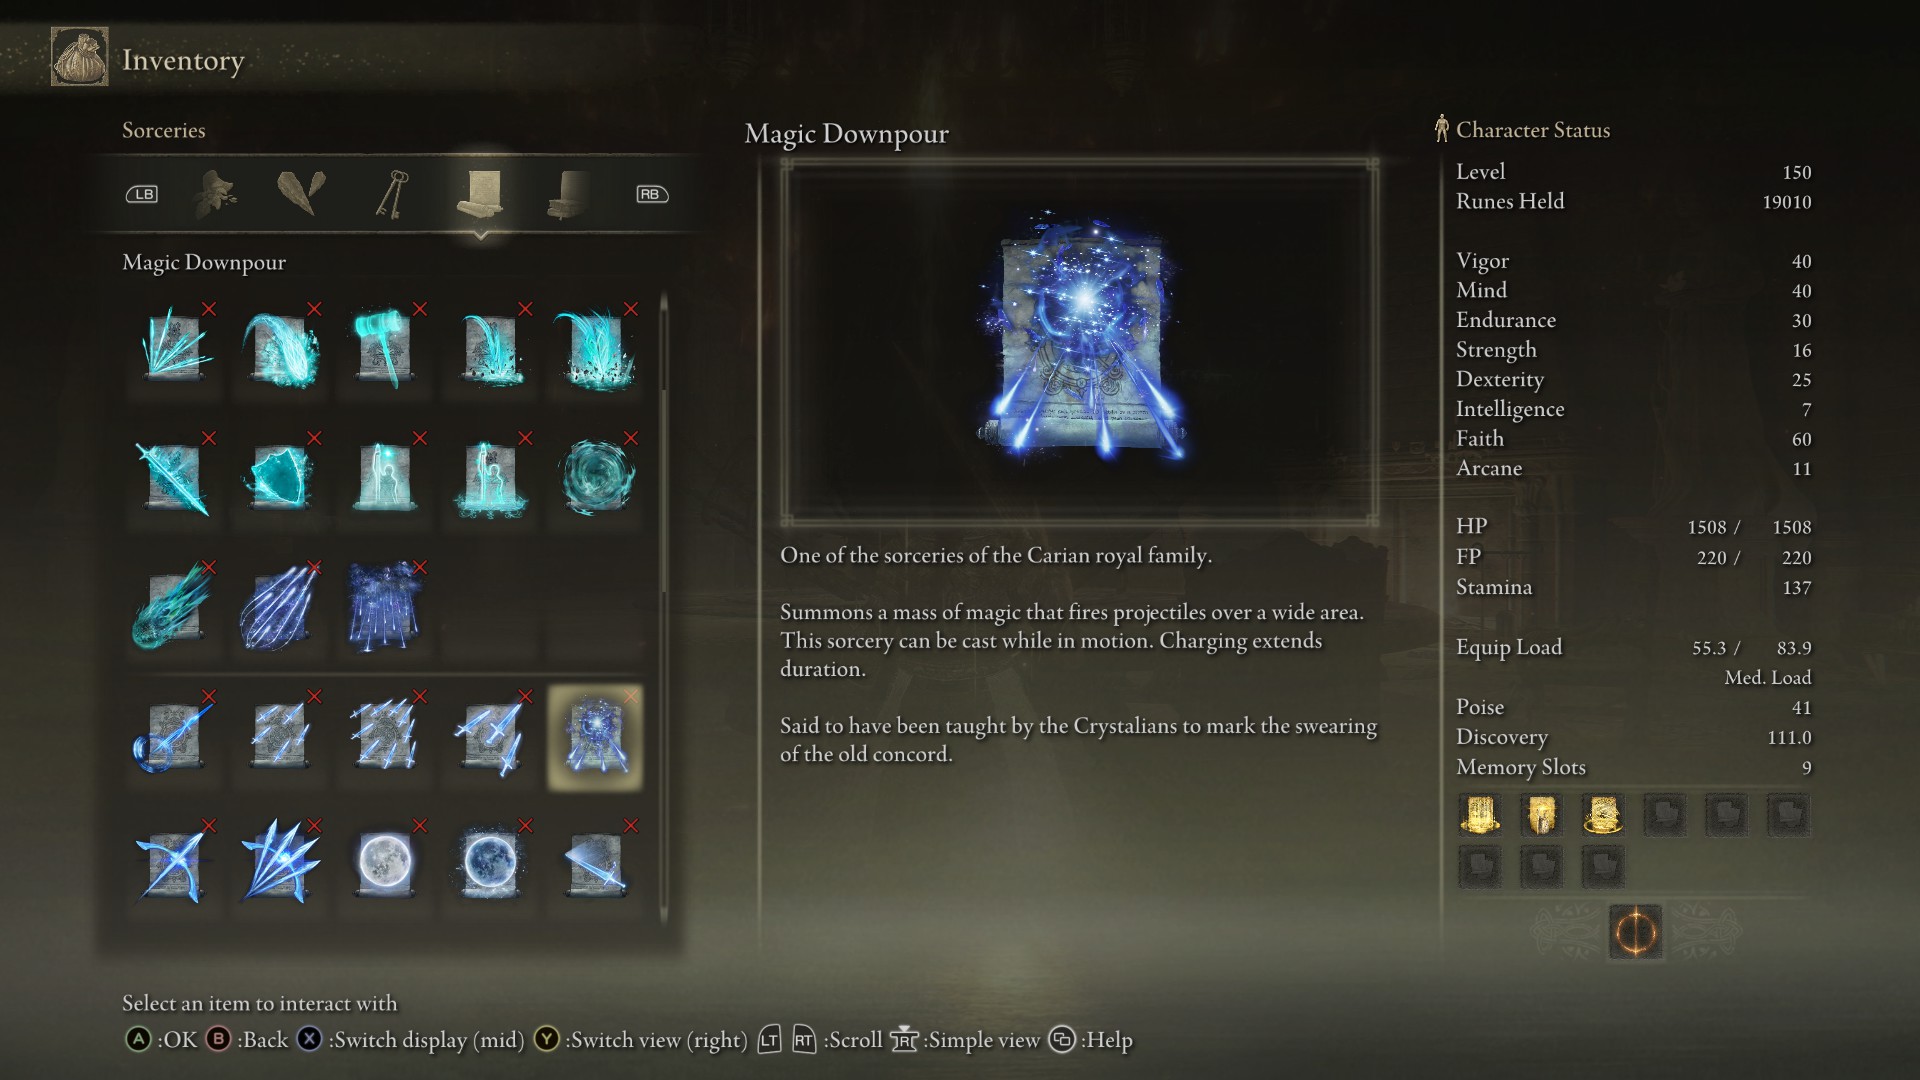 Inventory
Sorceries
LB
RB
Magic Downpour
Magic Downpour
One of the sorceries of the Carian royal family.
Summons a mass of magic that fires projectiles over a wide area.
This sorcery can be cast while in motion. Charging extends
duration.
Said to have been taught by the Crystalians to mark the swearing
of the old concord.
Character Status
Level 150
Runes Held 19010
Vigor 40
Mind 40
Endurance 30
Strength 16
Dexterity 25
Intelligence 7
Faith 60
Arcane 11
HP 1508 / 1508
FP 220 / 220
Stamina 137
Equip Load 55.3 / 83.9
Med. Load
Poise 41
Discovery 111.0
Memory Slots 9
Select an item to interact with
A :OK B :Back X :Switch display (mid) Y :Switch view (right) LT RT :Scroll R :Simple view :Help